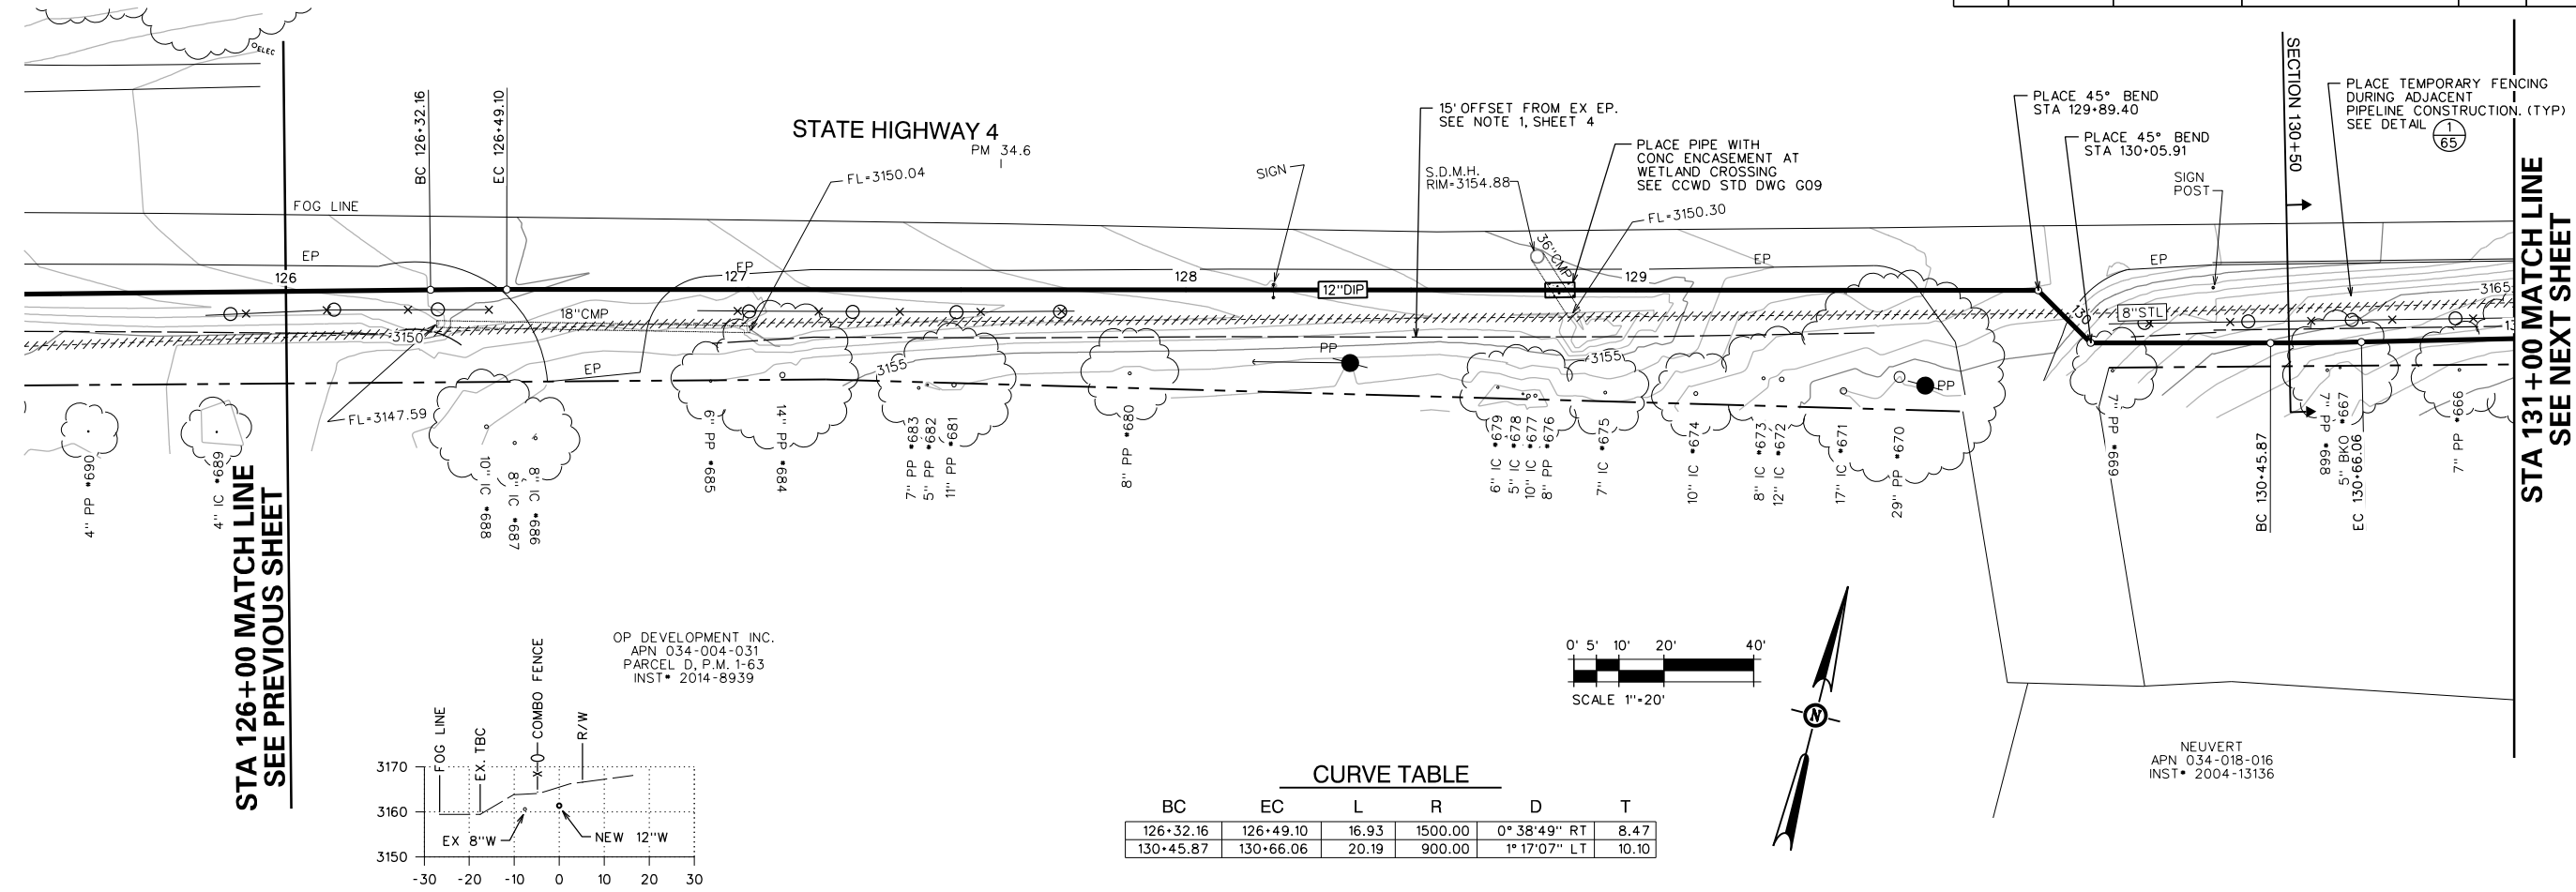 ELEC
BC 126+32.16
EC 126+49.10
STATE HIGHWAY 4
PM 34.6
FL=3150.04
SIGN
15' OFFSET FROM EX EP.
SEE NOTE 1, SHEET 4
S.D.M.H.
RIM=3154.88
PLACE PIPE WITH
CONC ENCASEMENT AT
WETLAND CROSSING
SEE CCWD STD DWG G09
FL=3150.30
PLACE 45° BEND
STA 129+89.40
PLACE 45° BEND
STA 130+05.91
SIGN
POST
SECTION 130+50
PLACE TEMPORARY FENCING
DURING ADJACENT
PIPELINE CONSTRUCTION. (TYP)
SEE DETAIL
1
65
STA 131+00 MATCH LINE
SEE NEXT SHEET
FOG LINE
EP
126
127
EP
128
12"DIP
36"CMP
129
EP
EP
130
8"STL
3165
13
18"CMP
3150
EP
3155
PP
3155
PP
FL=3147.59
4" PP #690
4" IC #689
10" IC #688
8" IC #687
8" IC #686
6" PP #685
14" PP #684
7" PP #683
5" PP #682
11" PP #681
8" PP #680
6" IC #679
5" IC #678
10" IC #677
8" PP #676
7" IC #675
10" IC #674
8" IC #673
12" IC #672
17" IC #671
29" PP #670
7" PP #669
BC 130+45.87
7" PP #668
5" BKO #667
EC 130+66.06
7" PP #666
STA 126+00 MATCH LINE
SEE PREVIOUS SHEET
OP DEVELOPMENT INC.
APN 034-004-031
PARCEL D, P.M. 1-63
INST# 2014-8939
0' 5' 10' 20' 40'
SCALE 1"=20'
N
NEUVERT
APN 034-018-016
INST# 2004-13136
FOG LINE
EX. TBC
X O COMBO FENCE
R/W
3170
3160
3150
EX 8"W
NEW 12"W
-30 -20 -10 0 10 20 30
CURVE TABLE
BC EC L R D T
126+32.16 126+49.10 16.93 1500.00 0°38'49" RT 8.47
130+45.87 130+66.06 20.19 900.00 1°17'07" LT 10.10